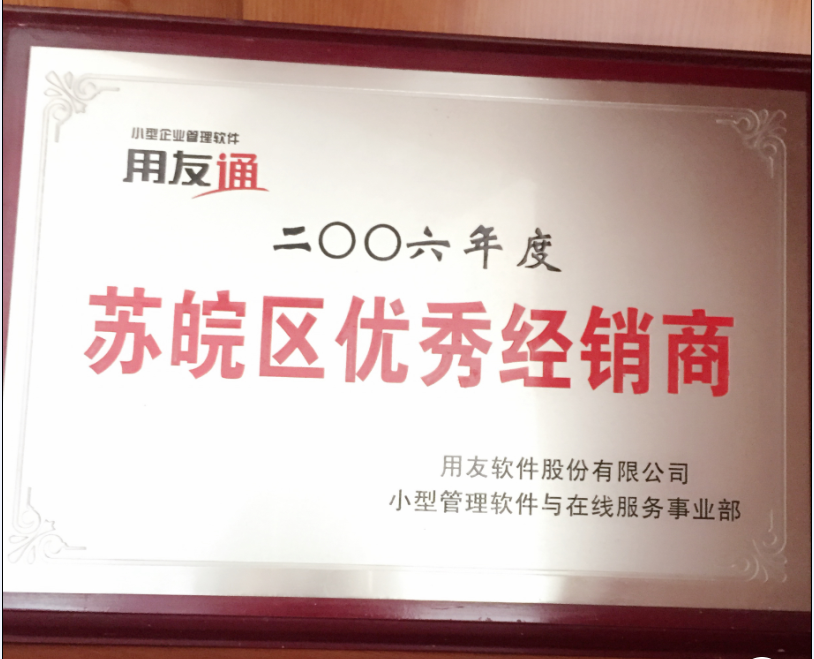 小型企业管理软件
用友通
二〇〇六年度
苏皖区优秀经销商
用友软件股份有限公司
小型管理软件与在线服务事业部